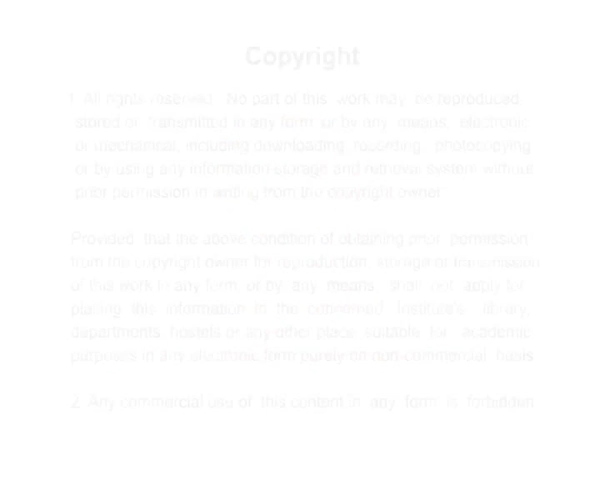 Copyright
1. All rights reserved. No part of this work may be reproduced
stored or transmitted in any form or by any means, electronic
or mechanical, including downloading, recording, photocopying
or by using any information storage and retrieval system without
prior permission in writing from the copyright owner
Provided that the above condition of obtaining prior permission
from the copyright owner for reproduction, storage or transmission
of this work in any form or by any means shall not apply for
placing this information in the concerned Institute's library,
departments, hostels or any other place suitable for academic
purposes in any electronic form purely on non-commercial basis
2. Any commercial use of this content in any form is forbidden